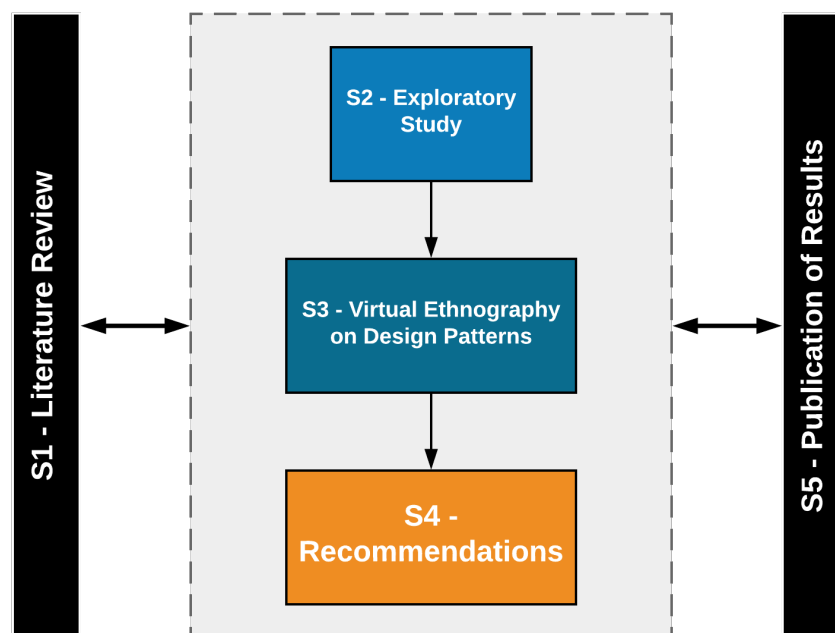 S1 - Literature Review
S2 - Exploratory
Study
S3 - Virtual Ethnography
on Design Patterns
S4 -
Recommendations
S5 - Publication of Results